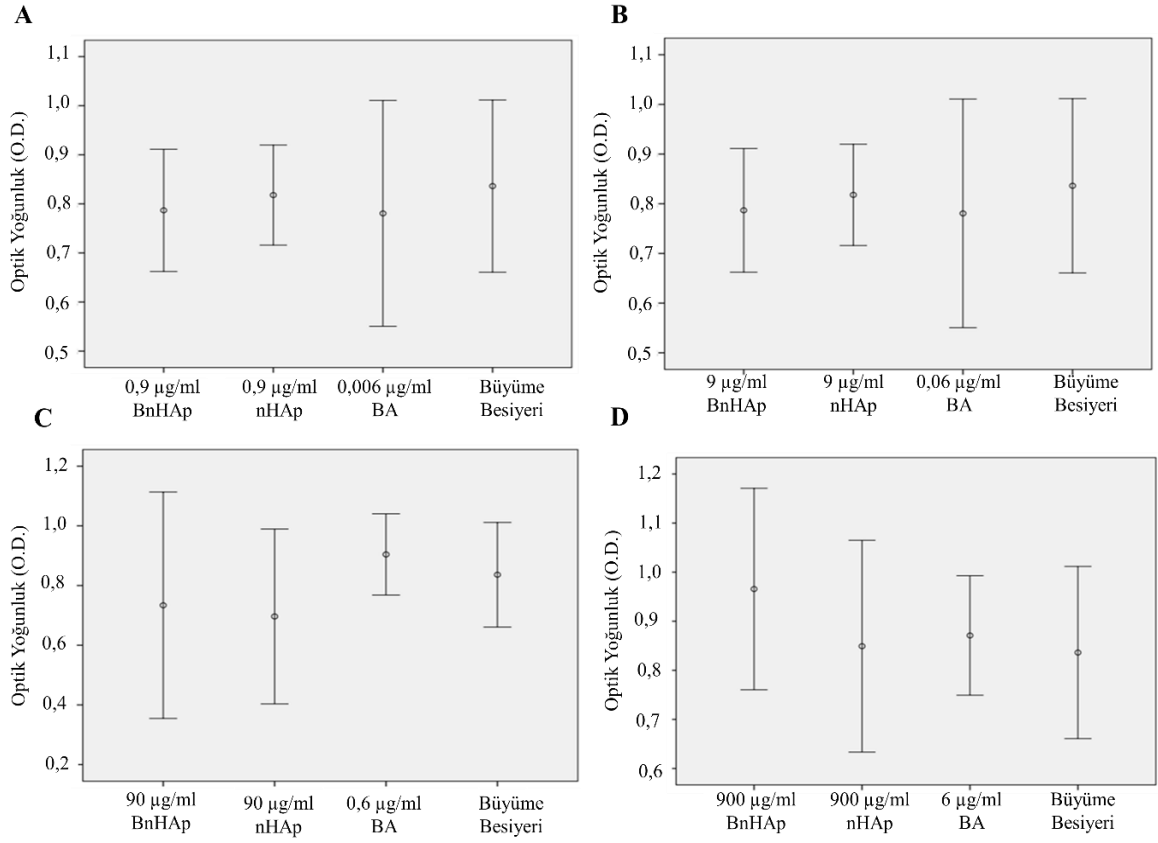 A
Optik Yoğunluk (O.D.)
1,1
1,0
0,9
0,8
0,7
0,6
0,5
0,9 µg/ml
BnHAp
0,9 µg/ml
nHAp
0,006 µg/ml
BA
Büyüme
Besiyeri
B
Optik Yoğunluk (O.D.)
1,1
1,0
0,9
0,8
0,7
0,6
0,5
9 µg/ml
BnHAp
9 µg/ml
nHAp
0,06 µg/ml
BA
Büyüme
Besiyeri
C
Optik Yoğunluk (O.D.)
1,2
1,0
0,8
0,6
0,4
0,2
90 µg/ml
BnHAp
90 µg/ml
nHAp
0,6 µg/ml
BA
Büyüme
Besiyeri
D
Optik Yoğunluk (O.D.)
1,2
1,1
1,0
0,9
0,8
0,7
0,6
900 µg/ml
BnHAp
900 µg/ml
nHAp
6 µg/ml
BA
Büyüme
Besiyeri